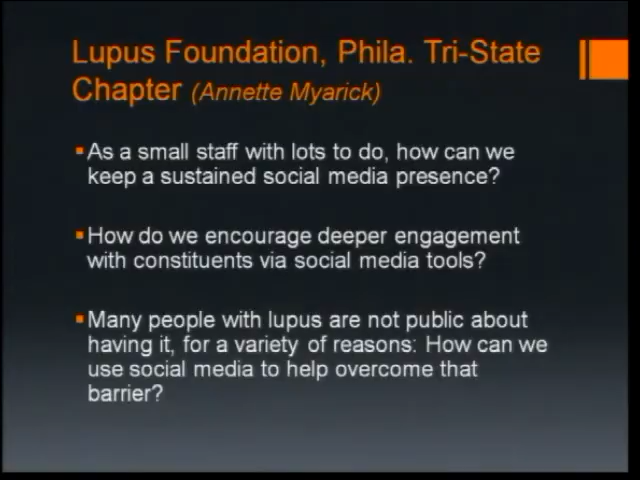 Lupus Foundation, Phila. Tri-State
Chapter (Annette Myarick)
As a small staff with lots to do, how can we
keep a sustained social media presence?
How do we encourage deeper engagement
with constituents via social media tools?
Many people with lupus are not public about
having it, for a variety of reasons: How can we
use social media to help overcome that
barrier?